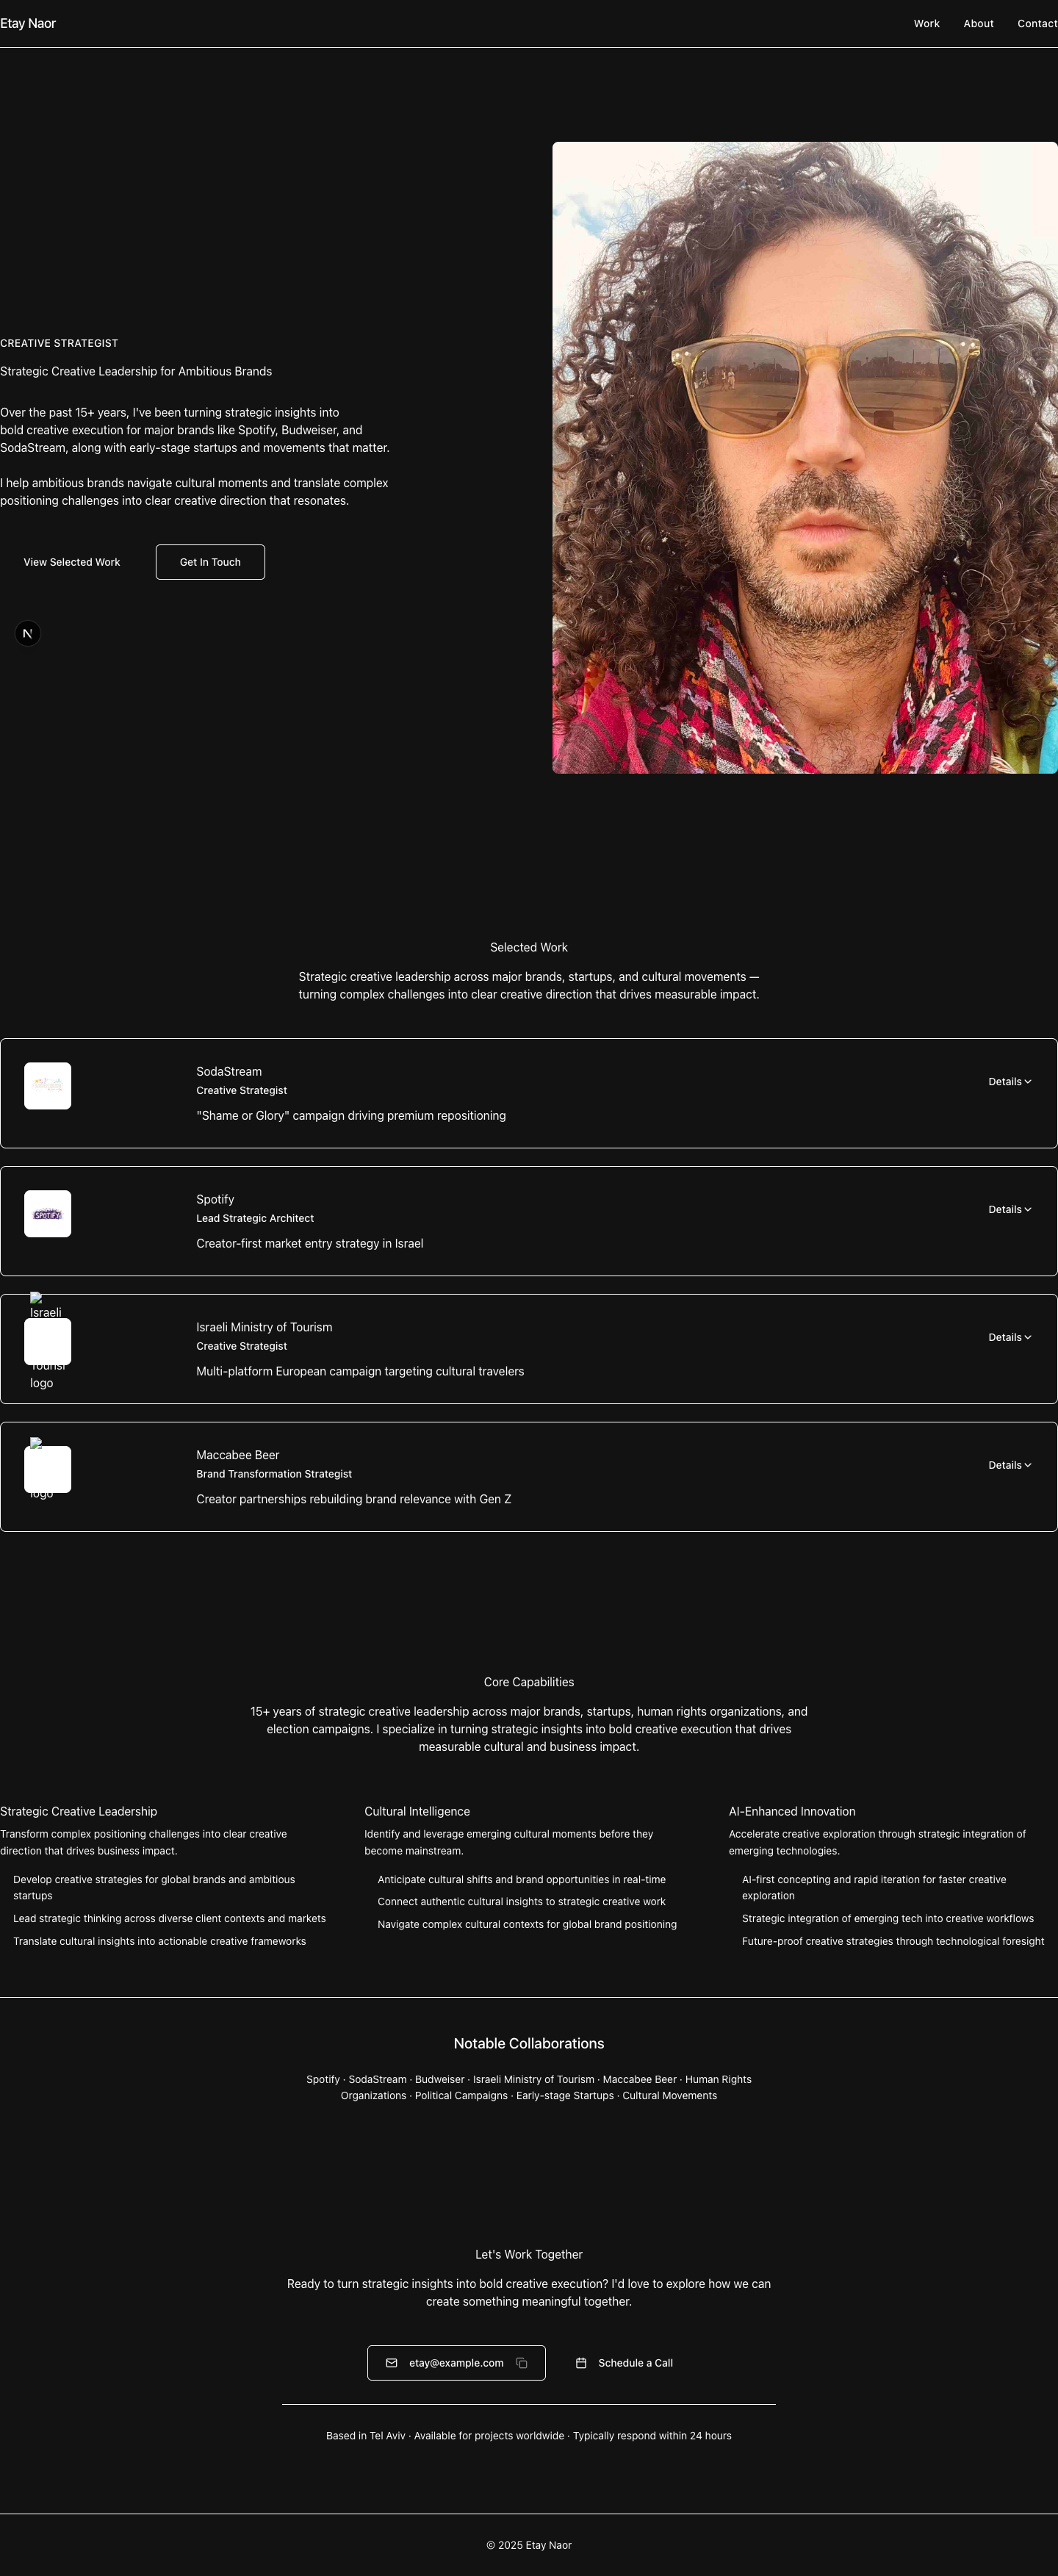 Etay Naor
Work
About
Contact
CREATIVE STRATEGIST
Strategic Creative Leadership for Ambitious Brands
Over the past 15+ years, I've been turning strategic insights into
bold creative execution for major brands like Spotify, Budweiser, and
SodaStream, along with early-stage startups and movements that matter.
I help ambitious brands navigate cultural moments and translate complex
positioning challenges into clear creative direction that resonates.
View Selected Work
Get In Touch
N
Selected Work
Strategic creative leadership across major brands, startups, and cultural movements —
turning complex challenges into clear creative direction that drives measurable impact.
SodaStream
Creative Strategist
"Shame or Glory" campaign driving premium repositioning
Details
SPOTIFY
Spotify
Lead Strategic Architect
Creator-first market entry strategy in Israel
Details
Israeli
logo
Israeli Ministry of Tourism
Creative Strategist
Multi-platform European campaign targeting cultural travelers
Details
logo
Maccabee Beer
Brand Transformation Strategist
Creator partnerships rebuilding brand relevance with Gen Z
Details
Core Capabilities
15+ years of strategic creative leadership across major brands, startups, human rights organizations, and
election campaigns. I specialize in turning strategic insights into bold creative execution that drives
measurable cultural and business impact.
Strategic Creative Leadership
Transform complex positioning challenges into clear creative
direction that drives business impact.
Develop creative strategies for global brands and ambitious
startups
Lead strategic thinking across diverse client contexts and markets
Translate cultural insights into actionable creative frameworks
Cultural Intelligence
Identify and leverage emerging cultural moments before they
become mainstream.
Anticipate cultural shifts and brand opportunities in real-time
Connect authentic cultural insights to strategic creative work
Navigate complex cultural contexts for global brand positioning
AI-Enhanced Innovation
Accelerate creative exploration through strategic integration of
emerging technologies.
AI-first concepting and rapid iteration for faster creative
exploration
Strategic integration of emerging tech into creative workflows
Future-proof creative strategies through technological foresight
Notable Collaborations
Spotify · SodaStream · Budweiser · Israeli Ministry of Tourism · Maccabee Beer · Human Rights
Organizations · Political Campaigns · Early-stage Startups · Cultural Movements
Let's Work Together
Ready to turn strategic insights into bold creative execution? I'd love to explore how we can
create something meaningful together.
etay@example.com
Schedule a Call
Based in Tel Aviv · Available for projects worldwide · Typically respond within 24 hours
© 2025 Etay Naor